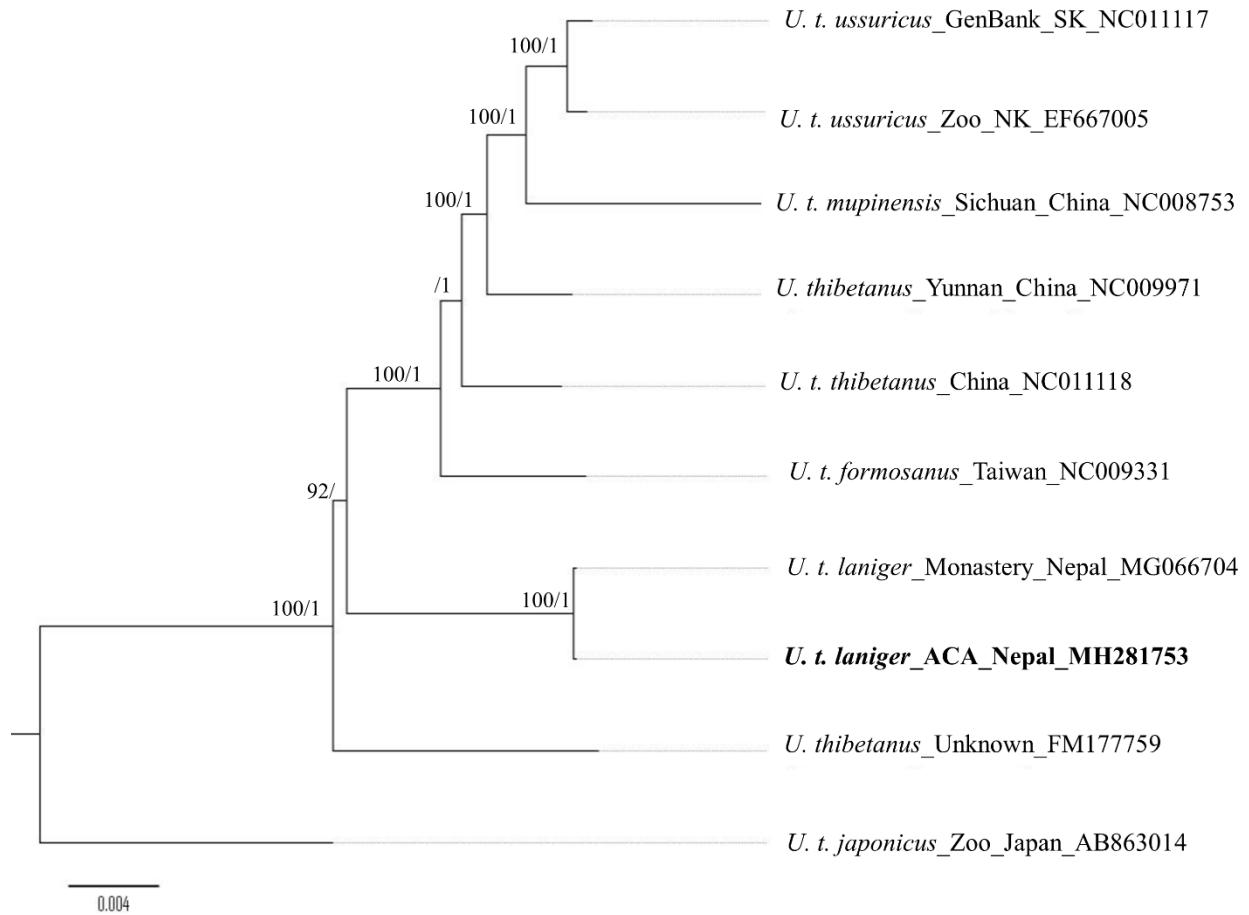 U. t. ussuricus_GenBank_SK_NC011117
100/1
U. t. ussuricus_Zoo_NK_EF667005
100/1
U. t. mupinensis_Sichuan_China_NC008753
100/1
U. thibetanus_Yunnan_China_NC009971
/1
U. t. thibetanus_China_NC011118
100/1
U. t. formosanus_Taiwan_NC009331
92/
U. t. laniger_Monastery_Nepal_MG066704
100/1
100/1
U. t. laniger_ACA_Nepal_MH281753
U. thibetanus_Unknown_FM177759
U. t. japonicus_Zoo_Japan_AB863014
0.004